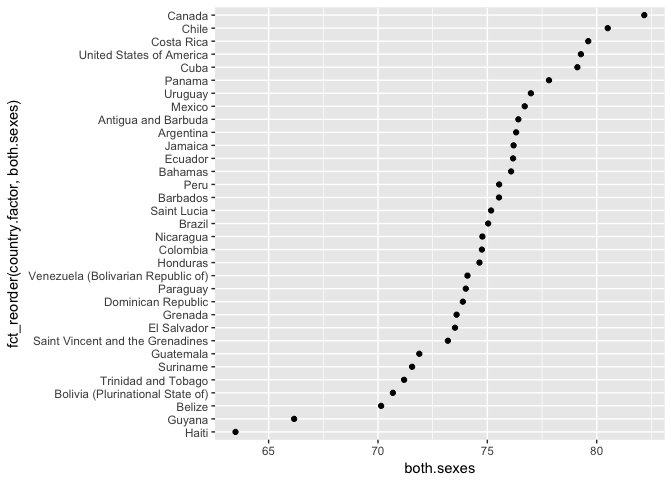 Canada
Chile
Costa Rica
United States of America
Cuba
Panama
Uruguay
Mexico
Antigua and Barbuda
Argentina
Jamaica
Ecuador
Bahamas
Peru
Barbados
Saint Lucia
Brazil
Nicaragua
Colombia
Honduras
Venezuela (Bolivarian Republic of)
Paraguay
Dominican Republic
Grenada
El Salvador
Saint Vincent and the Grenadines
Guatemala
Suriname
Trinidad and Tobago
Bolivia (Plurinational State of)
Belize
Guyana
Haiti
fct_reorder(country.factor, both.sexes)
65 70 75 80
both.sexes